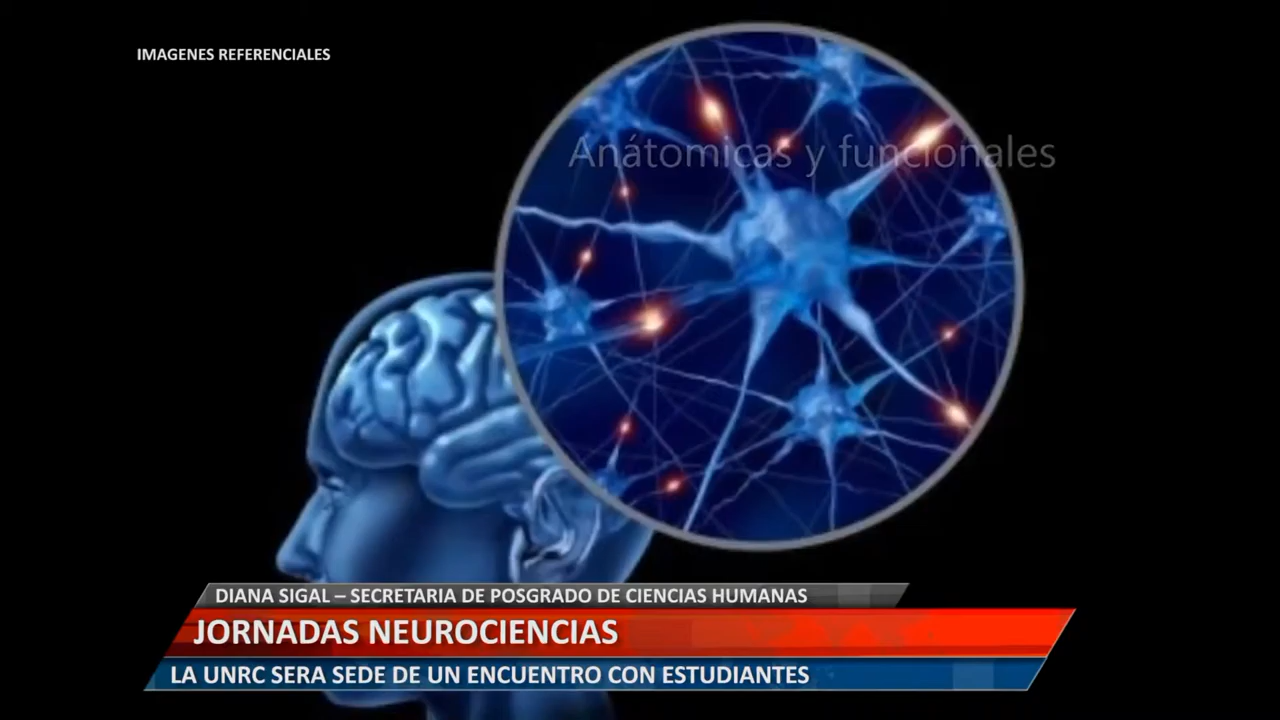 IMAGENES REFERENCIALES
Anátomicas y funcionales
DIANA SIGAL – SECRETARIA DE POSGRADO DE CIENCIAS HUMANAS
JORNADAS NEUROCIENCIAS
LA UNRC SERA SEDE DE UN ENCUENTRO CON ESTUDIANTES